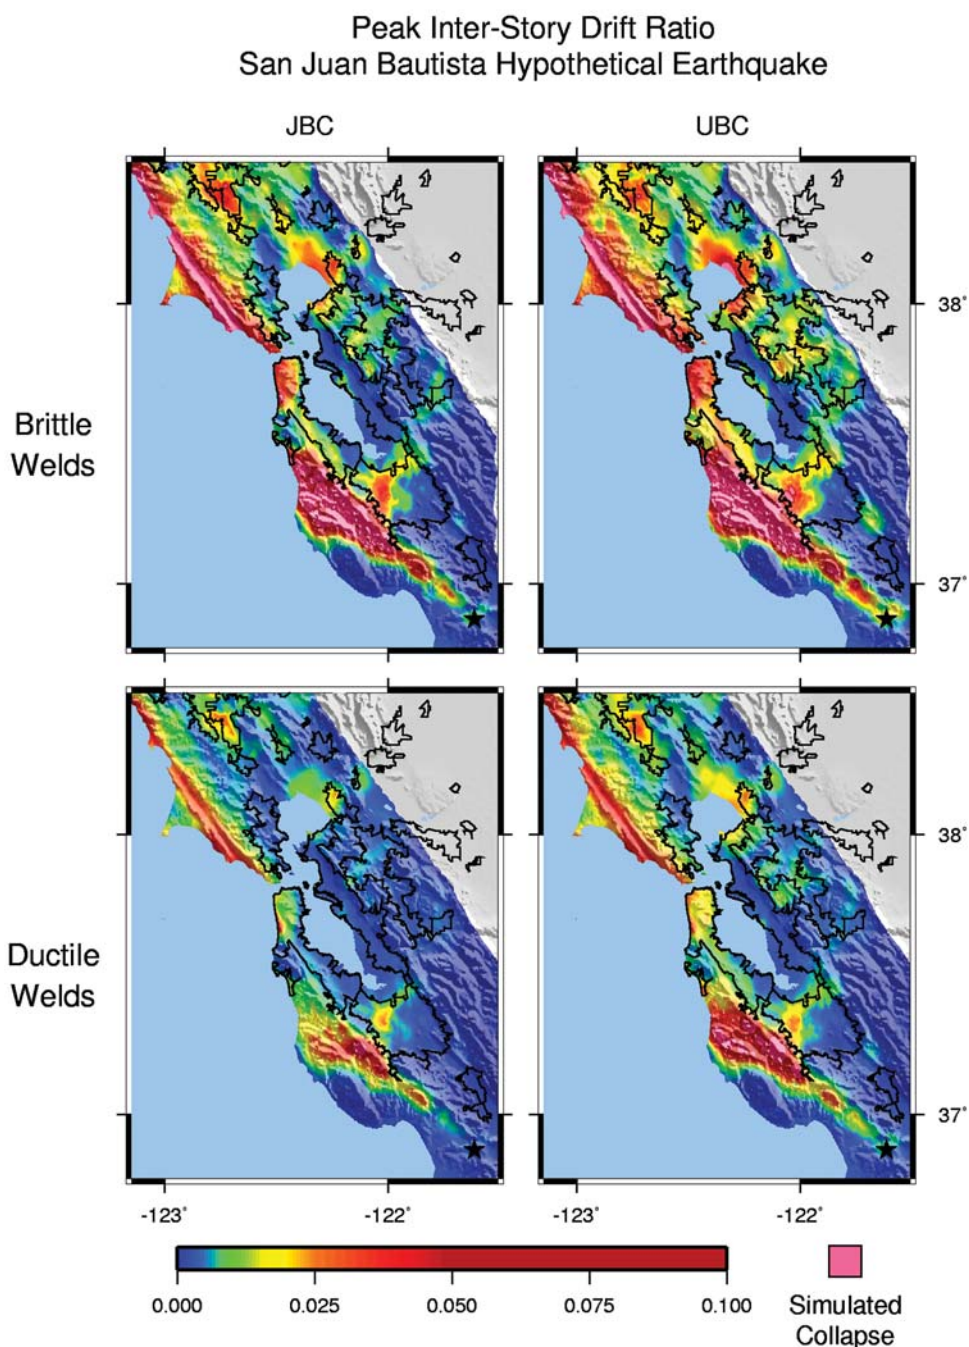 Peak Inter-Story Drift Ratio
San Juan Bautista Hypothetical Earthquake
JBC
UBC
38˚
Brittle
Welds
37˚
38˚
Ductile
Welds
37˚
-123˚
-122˚
-123˚
-122˚
0.000
0.025
0.050
0.075
0.100
Simulated
Collapse